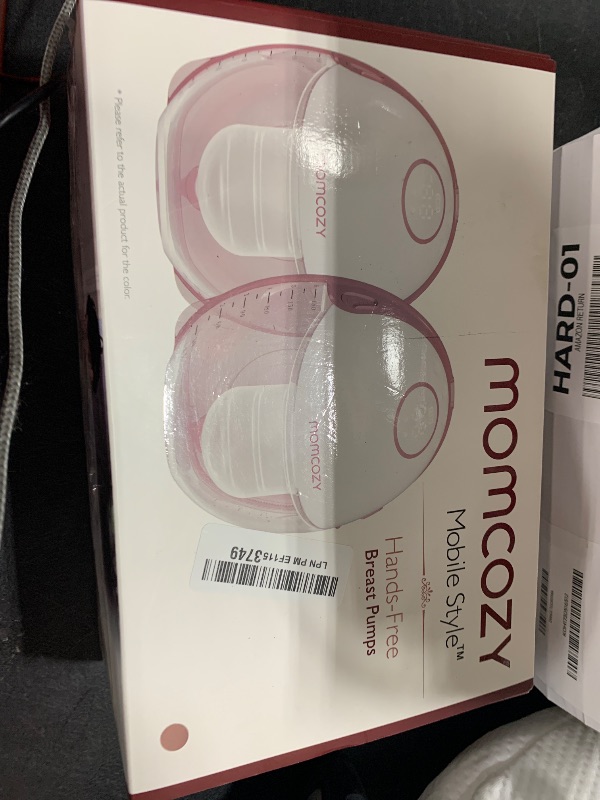 momcozy
Mobile Style™
Hands-Free
Breast Pumps
momcozy
momcozy
* Please refer to the actual product for the color.
LPN PM EF1153749
HARD-01
AMAZON RETURN